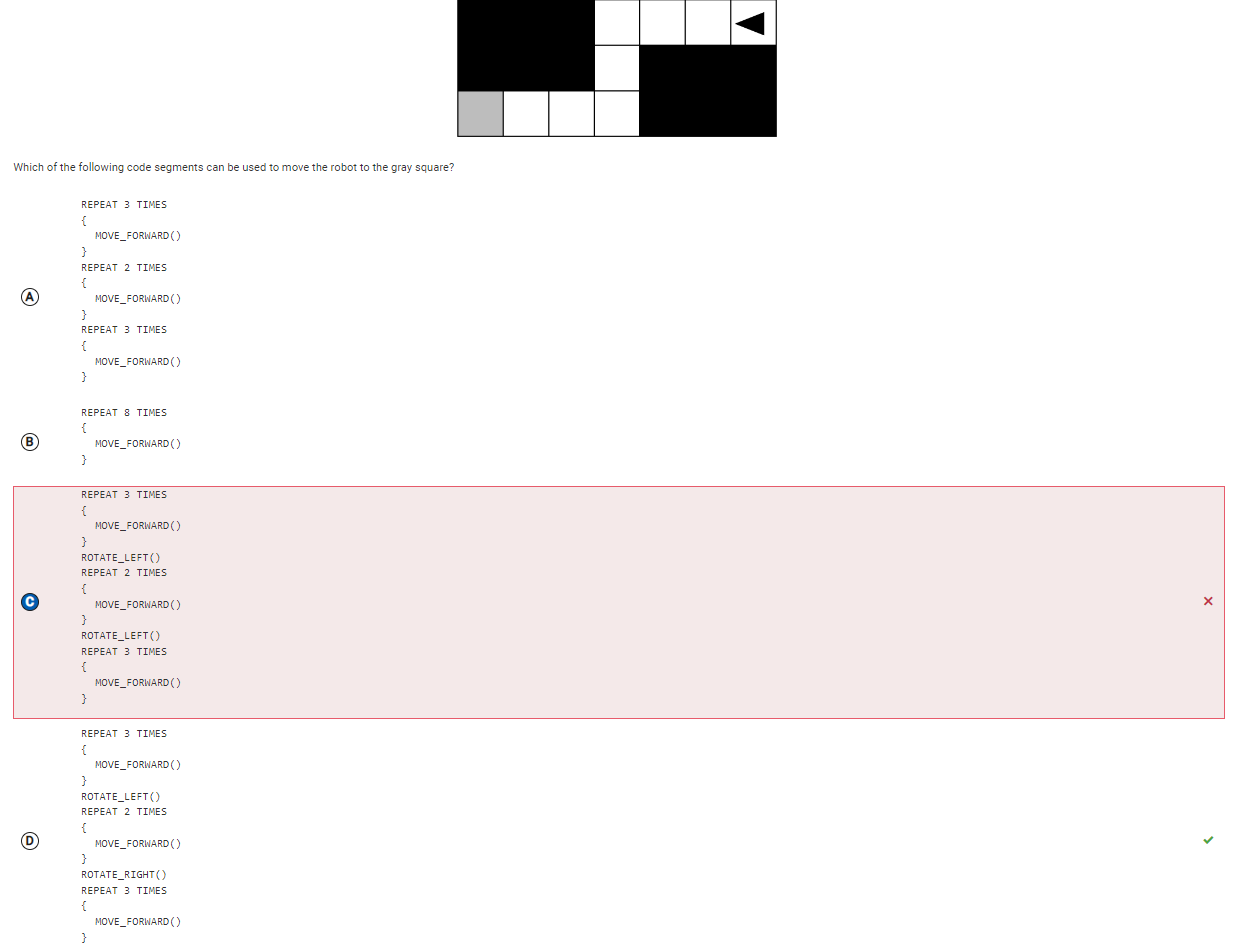 Which of the following code segments can be used to move the robot to the gray square?
REPEAT 3 TIMES
{
MOVE_FORWARD()
}
REPEAT 2 TIMES
{
A
MOVE_FORWARD()
}
REPEAT 3 TIMES
{
MOVE_FORWARD()
}
REPEAT 8 TIMES
{
B
MOVE_FORWARD()
}
REPEAT 3 TIMES
{
MOVE_FORWARD()
}
ROTATE_LEFT()
REPEAT 2 TIMES
{
C
MOVE_FORWARD()
}
ROTATE_LEFT()
REPEAT 3 TIMES
{
MOVE_FORWARD()
}
REPEAT 3 TIMES
{
MOVE_FORWARD()
}
ROTATE_LEFT()
REPEAT 2 TIMES
{
D
MOVE_FORWARD()
}
ROTATE_RIGHT()
REPEAT 3 TIMES
{
MOVE_FORWARD()
}